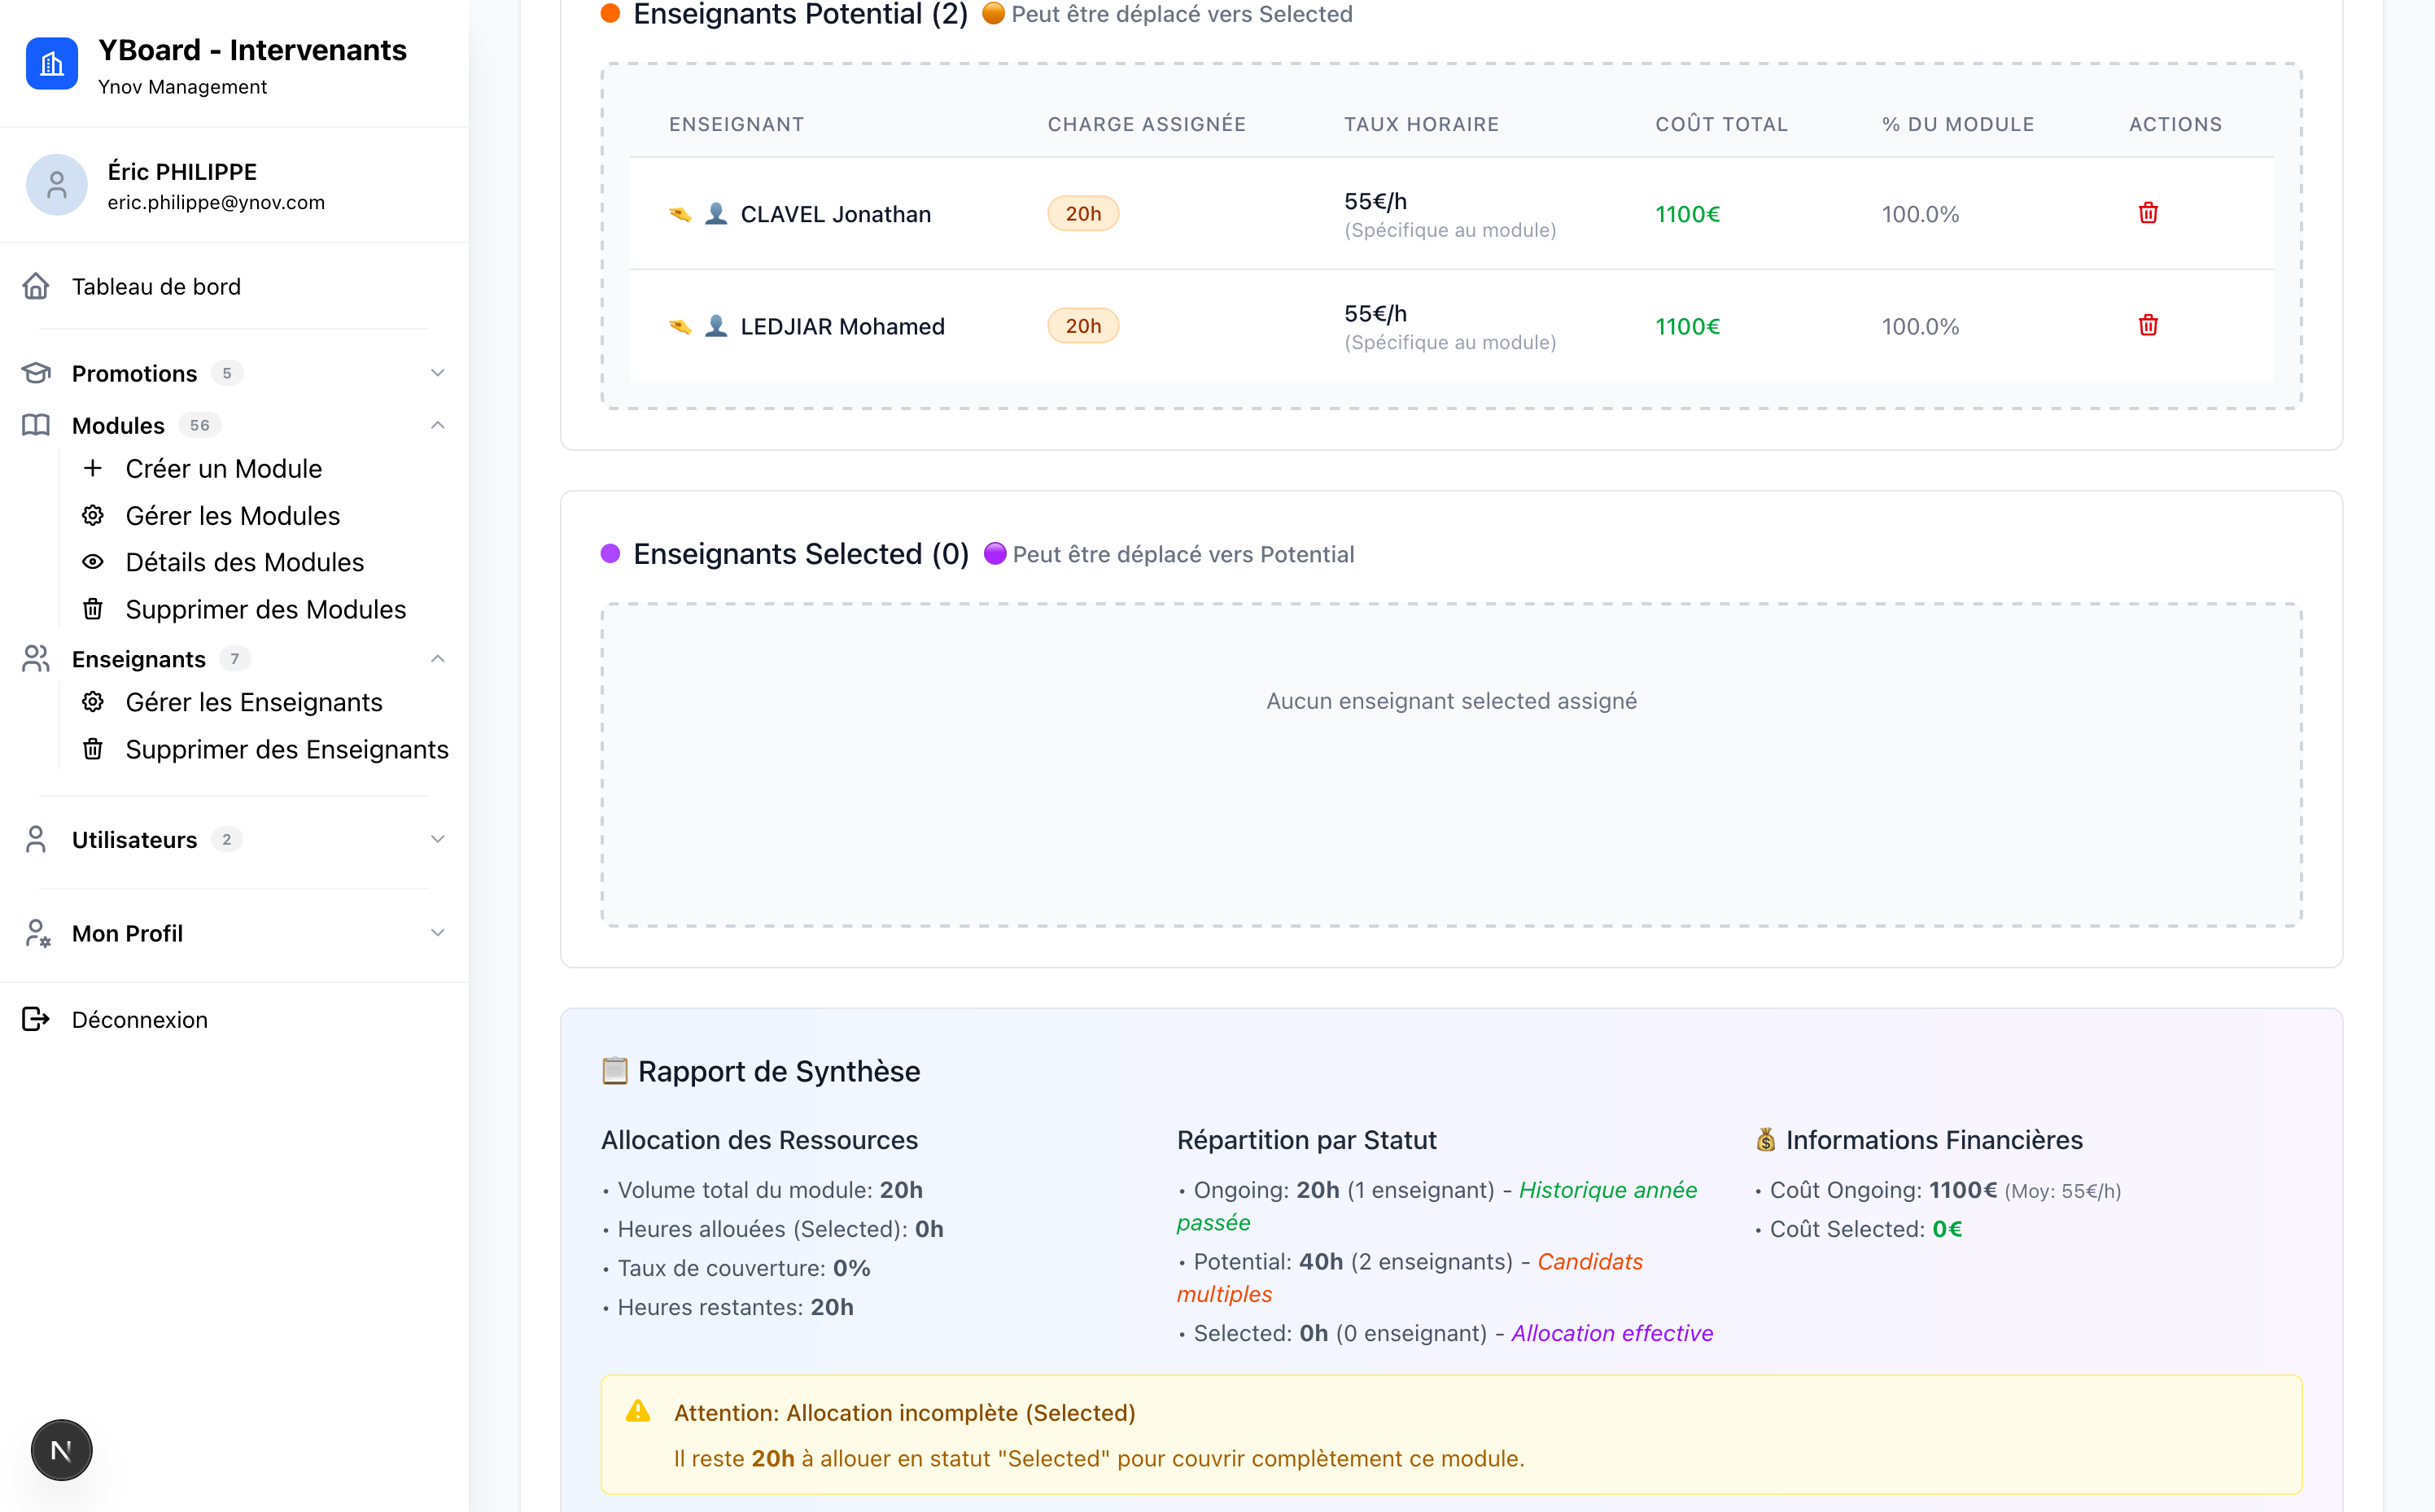 YBoard - Intervenants
Ynov Management
Éric PHILIPPE
eric.philippe@ynov.com
Tableau de bord
Promotions 5
Modules 56
Créer un Module
Gérer les Modules
Détails des Modules
Supprimer des Modules
Enseignants 7
Gérer les Enseignants
Supprimer des Enseignants
Utilisateurs 2
Mon Profil
Déconnexion
N
Enseignants Potential (2) Peut être déplacé vers Selected
ENSEIGNANT CHARGE ASSIGNÉE TAUX HORAIRE COÛT TOTAL % DU MODULE ACTIONS
CLAVEL Jonathan 20h 55€/h (Spécifique au module) 1100€ 100.0%
LEDJIAR Mohamed 20h 55€/h (Spécifique au module) 1100€ 100.0%
Enseignants Selected (0) Peut être déplacé vers Potential
Aucun enseignant selected assigné
Rapport de Synthèse
Allocation des Ressources
• Volume total du module: 20h
• Heures allouées (Selected): 0h
• Taux de couverture: 0%
• Heures restantes: 20h
Répartition par Statut
• Ongoing: 20h (1 enseignant) - Historique année
passée
• Potential: 40h (2 enseignants) - Candidats
multiples
• Selected: 0h (0 enseignant) - Allocation effective
Informations Financières
• Coût Ongoing: 1100€ (Moy: 55€/h)
• Coût Selected: 0€
Attention: Allocation incomplète (Selected)
Il reste 20h à allouer en statut "Selected" pour couvrir complètement ce module.